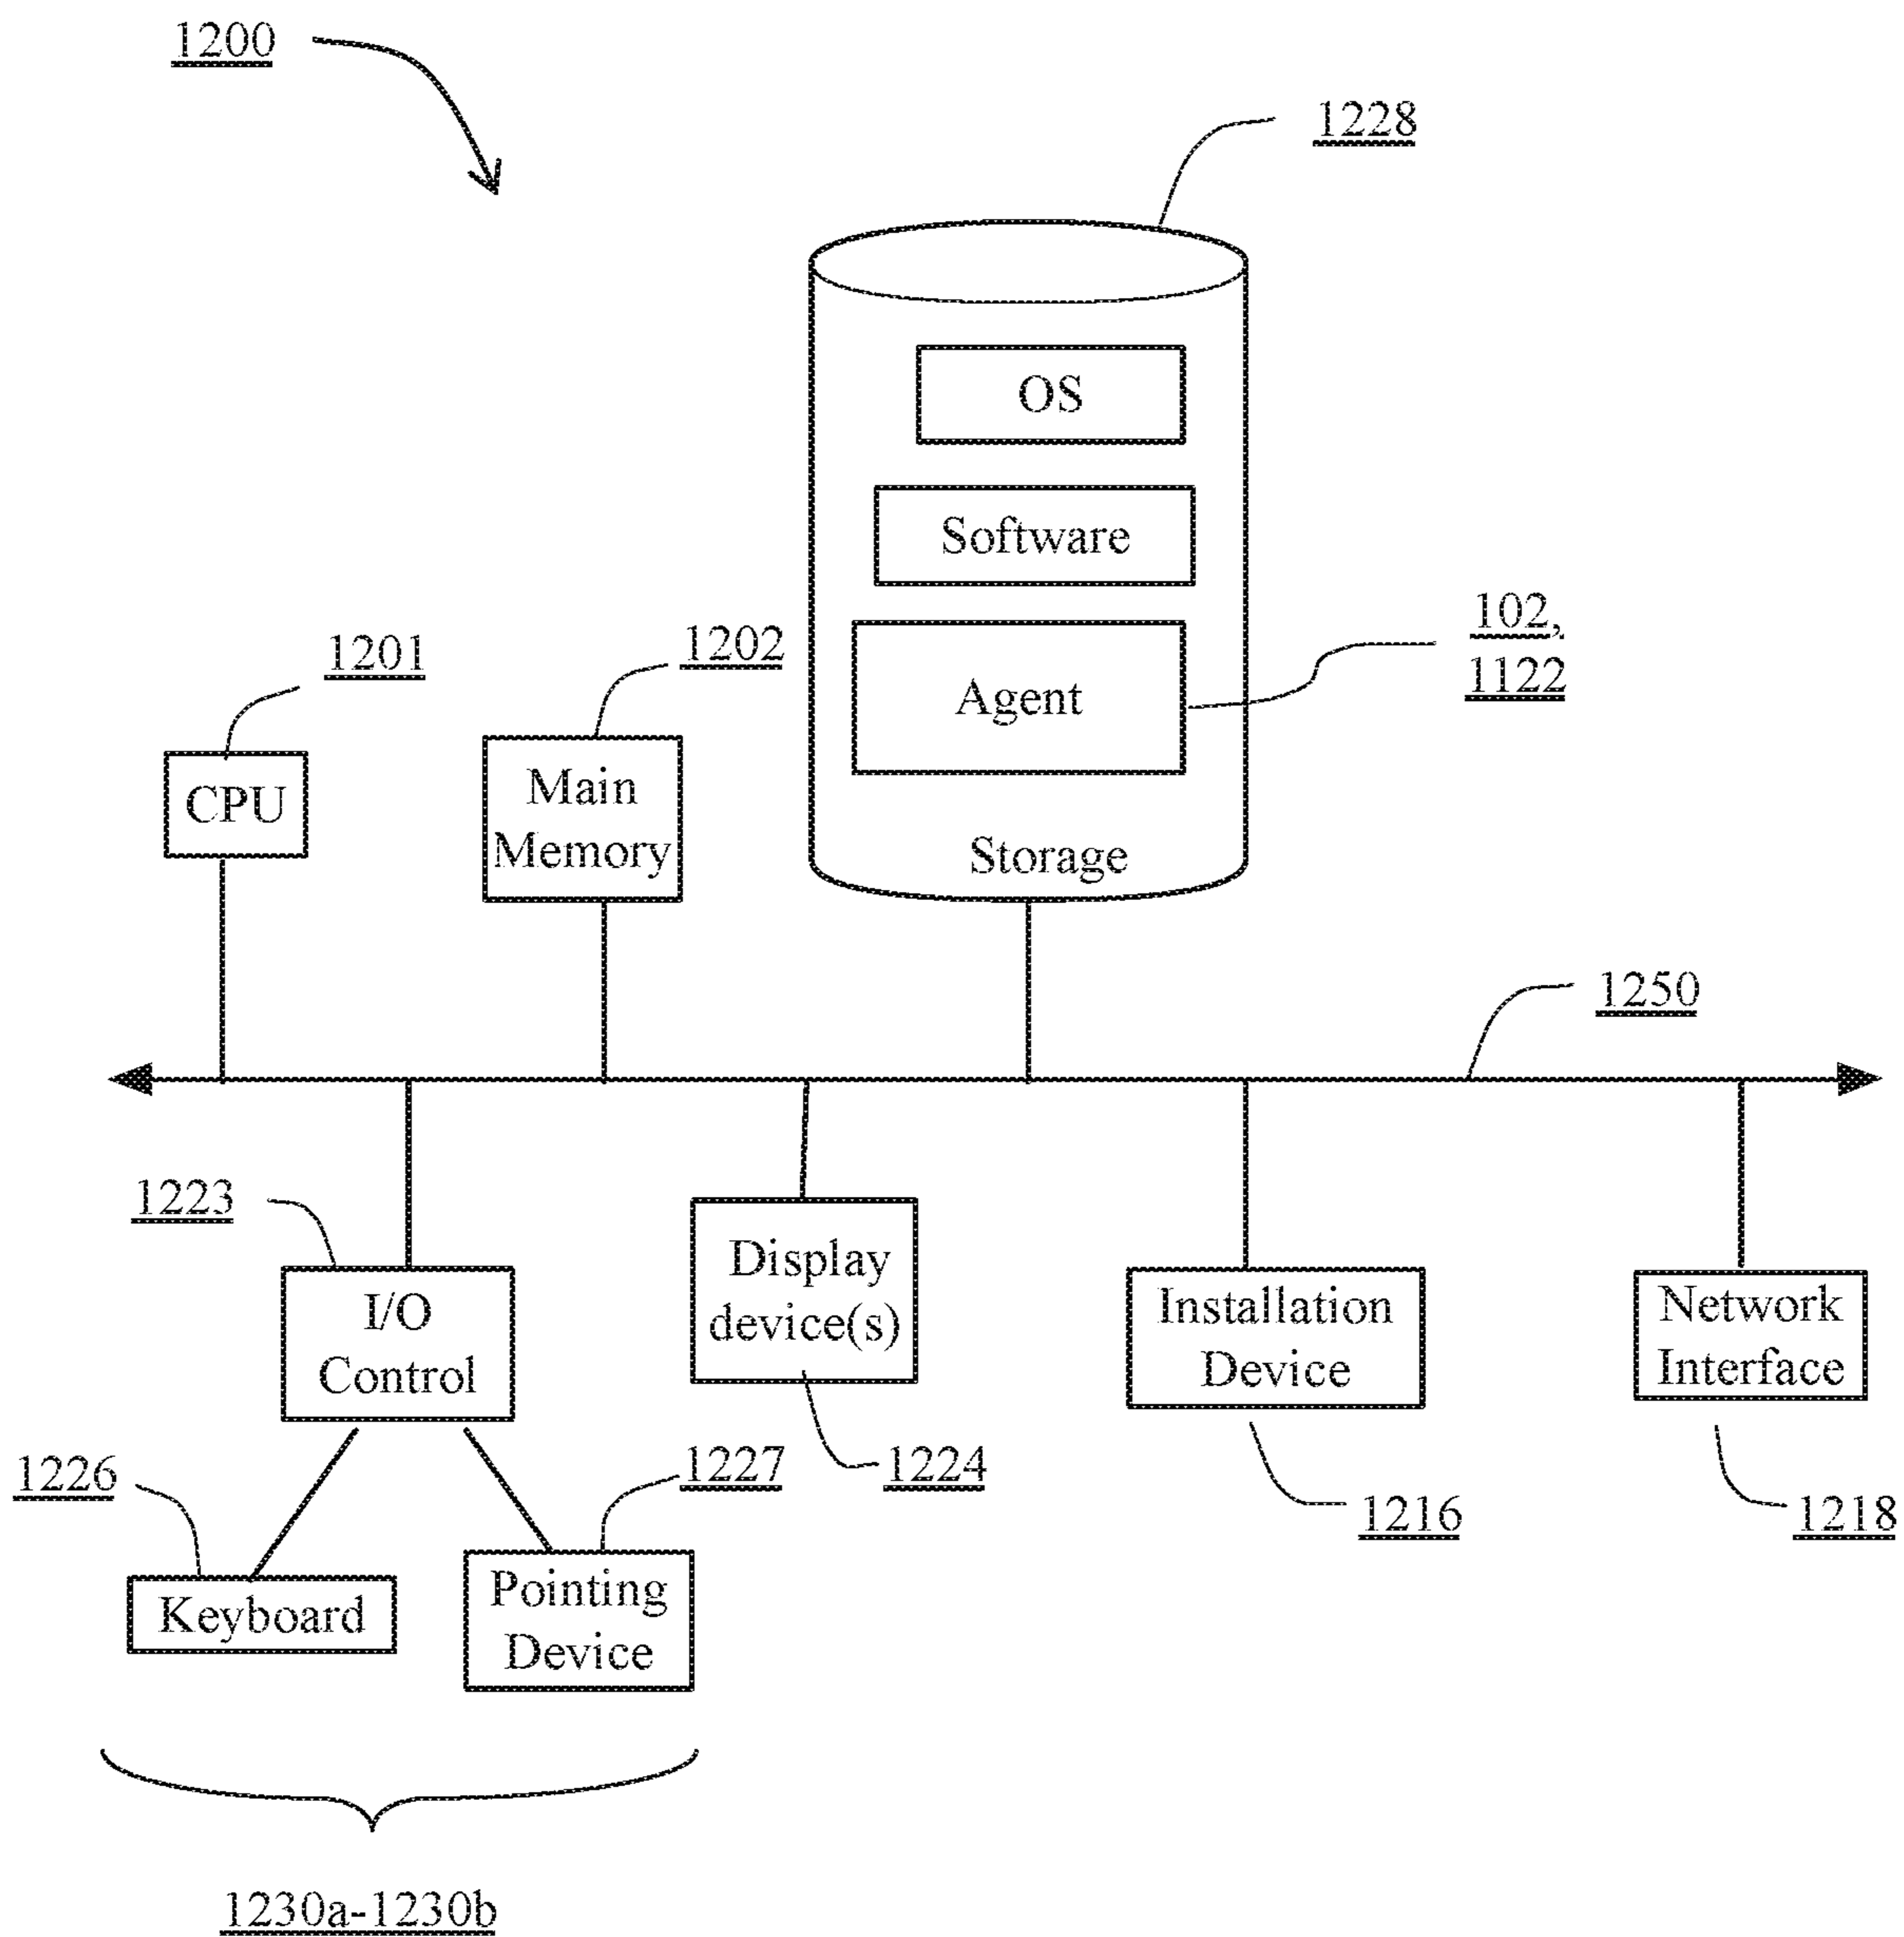 1200
1228
OS
Software
102,
1122
Agent
1201
1202
CPU
Main
Memory
Storage
1250
1223
Display
device(s)
I/O
Control
Installation
Device
Network
Interface
1226
1227
1224
1216
1218
Keyboard
Pointing
Device
1230a-1230b